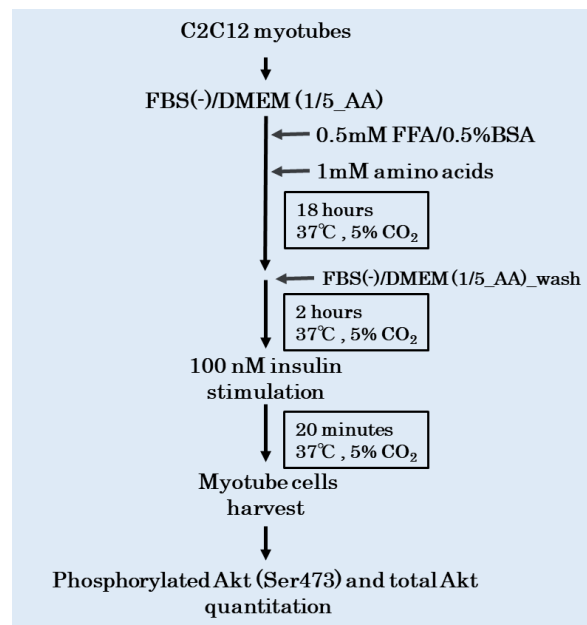 C2C12 myotubes
FBS(-)/DMEM (1/5_AA)
0.5mM FFA/0.5%BSA
1mM amino acids
18 hours
37℃ , 5% CO₂
FBS(-)/DMEM (1/5_AA)_wash
2 hours
37℃ , 5% CO₂
100 nM insulin
stimulation
20 minutes
37℃ , 5% CO₂
Myotube cells
harvest
Phosphorylated Akt (Ser473) and total Akt
quantitation